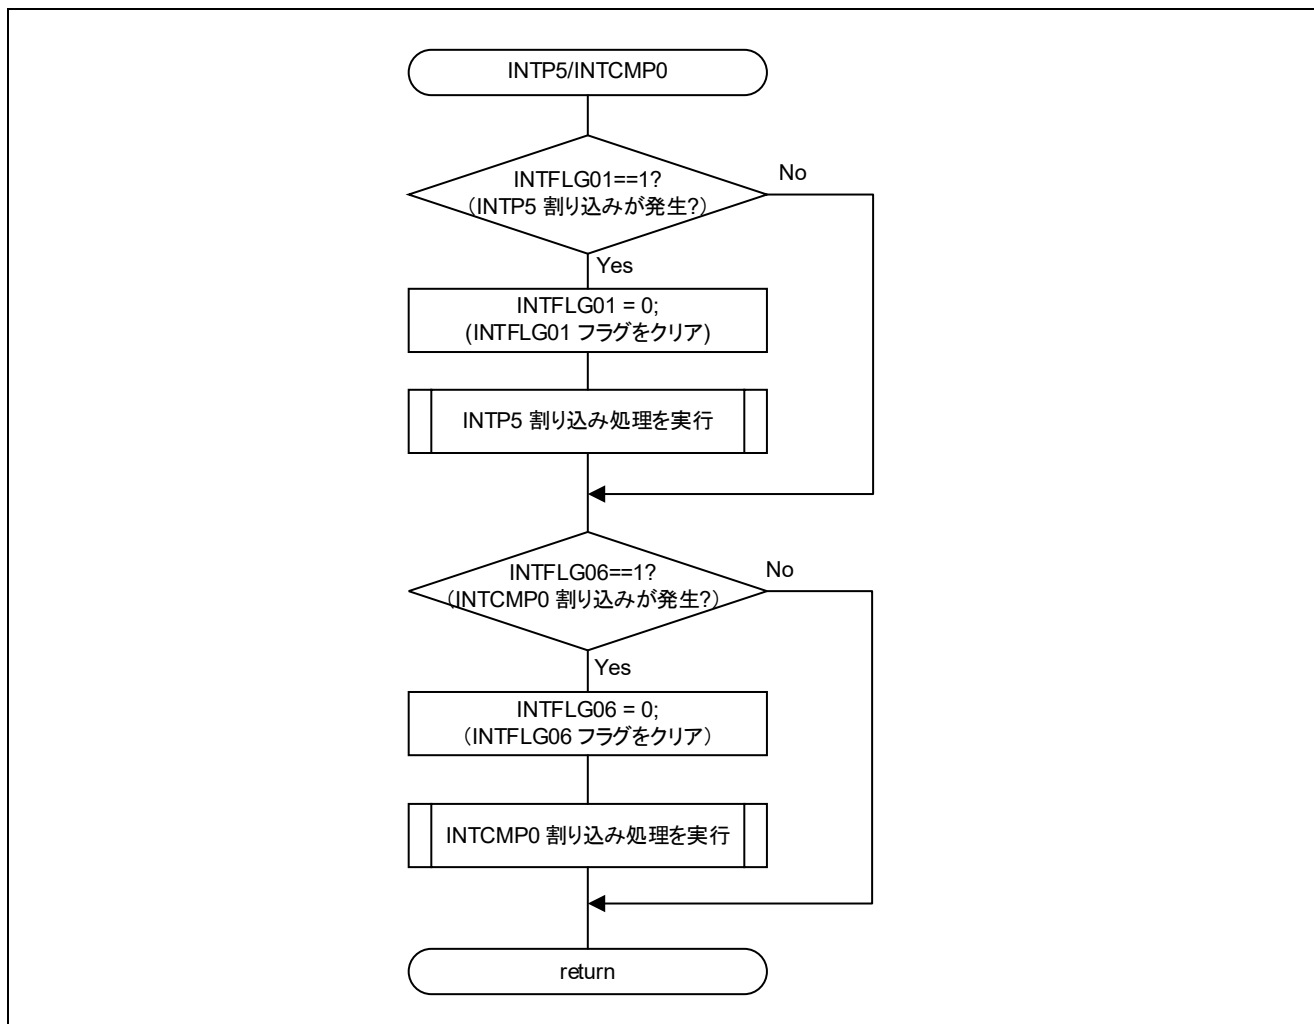 INTP5/INTCMP0
INTFLG01==1?
（INTP5 割り込みが発生?）
No
Yes
INTFLG01 = 0;
(INTFLG01 フラグをクリア)
INTP5 割り込み処理を実行
INTFLG06==1?
（INTCMP0 割り込みが発生?）
No
Yes
INTFLG06 = 0;
（INTFLG06 フラグをクリア）
INTCMP0 割り込み処理を実行
return